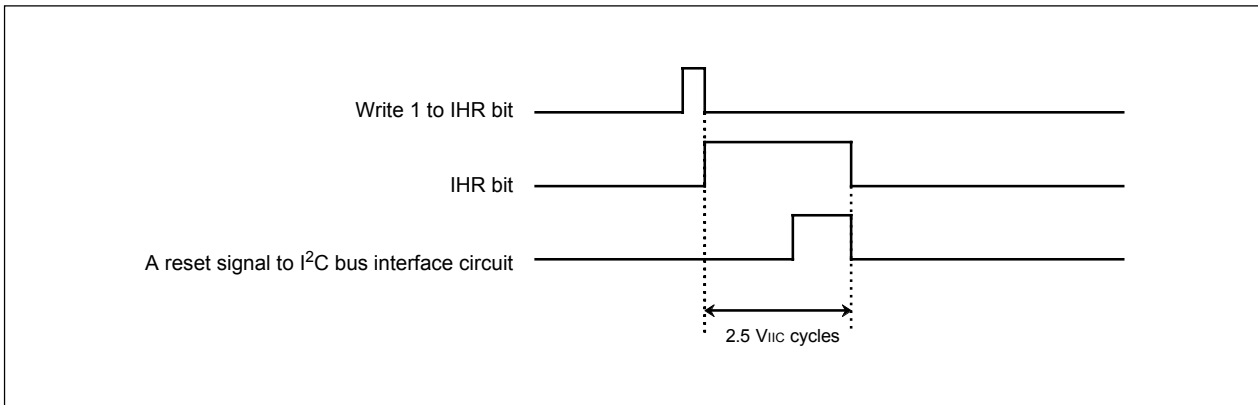 Write 1 to IHR bit
IHR bit
A reset signal to I²C bus interface circuit
2.5 VIIC cycles